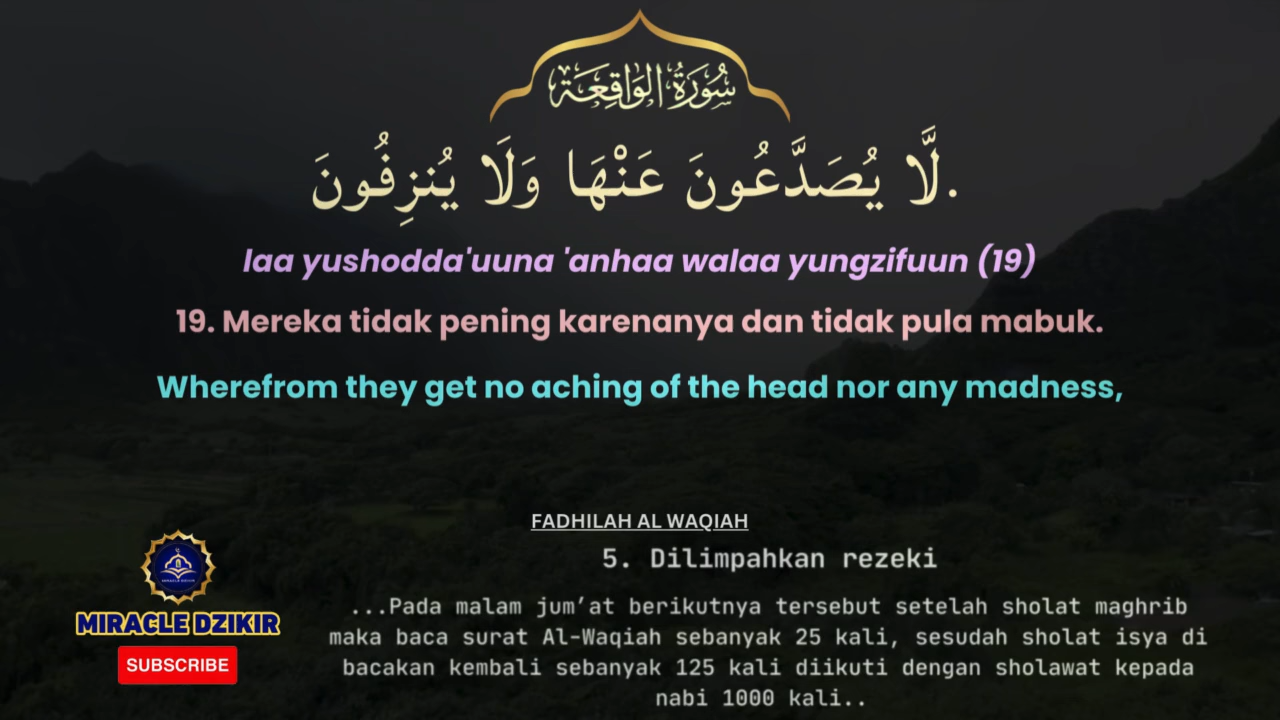 سُورَةُ الوَاقِعَة
لَّا يُصَدَّعُونَ عَنْهَا وَلَا يُنزِفُونَ.
laa yushodda'uuna 'anhaa walaa yungzifuun (19)
19. Mereka tidak pening karenanya dan tidak pula mabuk.
Wherefrom they get no aching of the head nor any madness,
FADHILAH AL WAQIAH
5. Dilimpahkan rezeki
...Pada malam jum’at berikutnya tersebut setelah sholat maghrib
maka baca surat Al-Waqiah sebanyak 25 kali, sesudah sholat isya di
bacakan kembali sebanyak 125 kali diikuti dengan sholawat kepada
nabi 1000 kali..
MIRACLE DZIKIR
MIRACLE DZIKIR
SUBSCRIBE